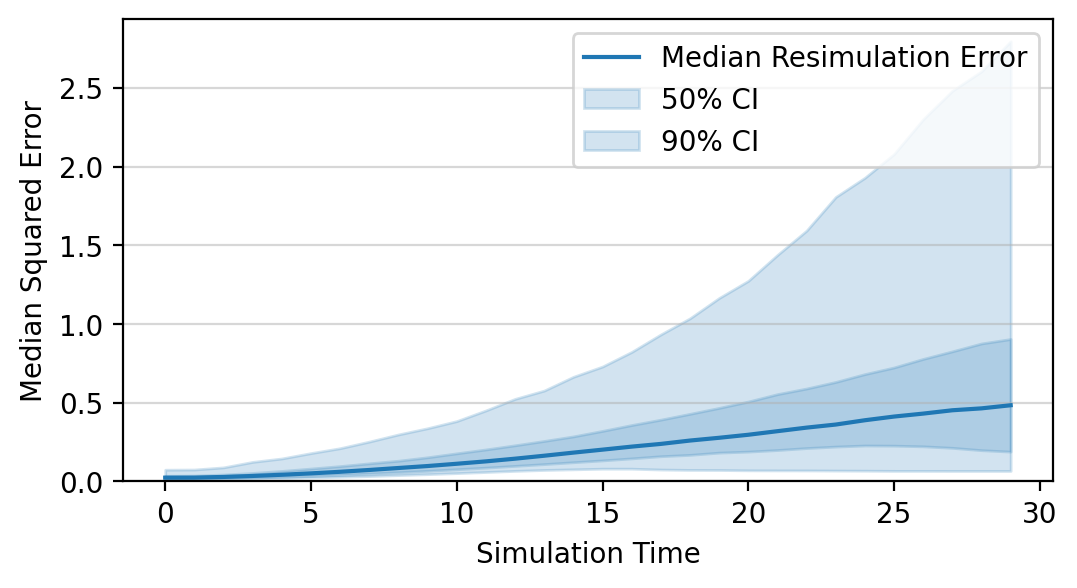 Median Resimulation Error
50% CI
90% CI
Median Squared Error
2.5
2.0
1.5
1.0
0.5
0.0
0 5 10 15 20 25 30
Simulation Time